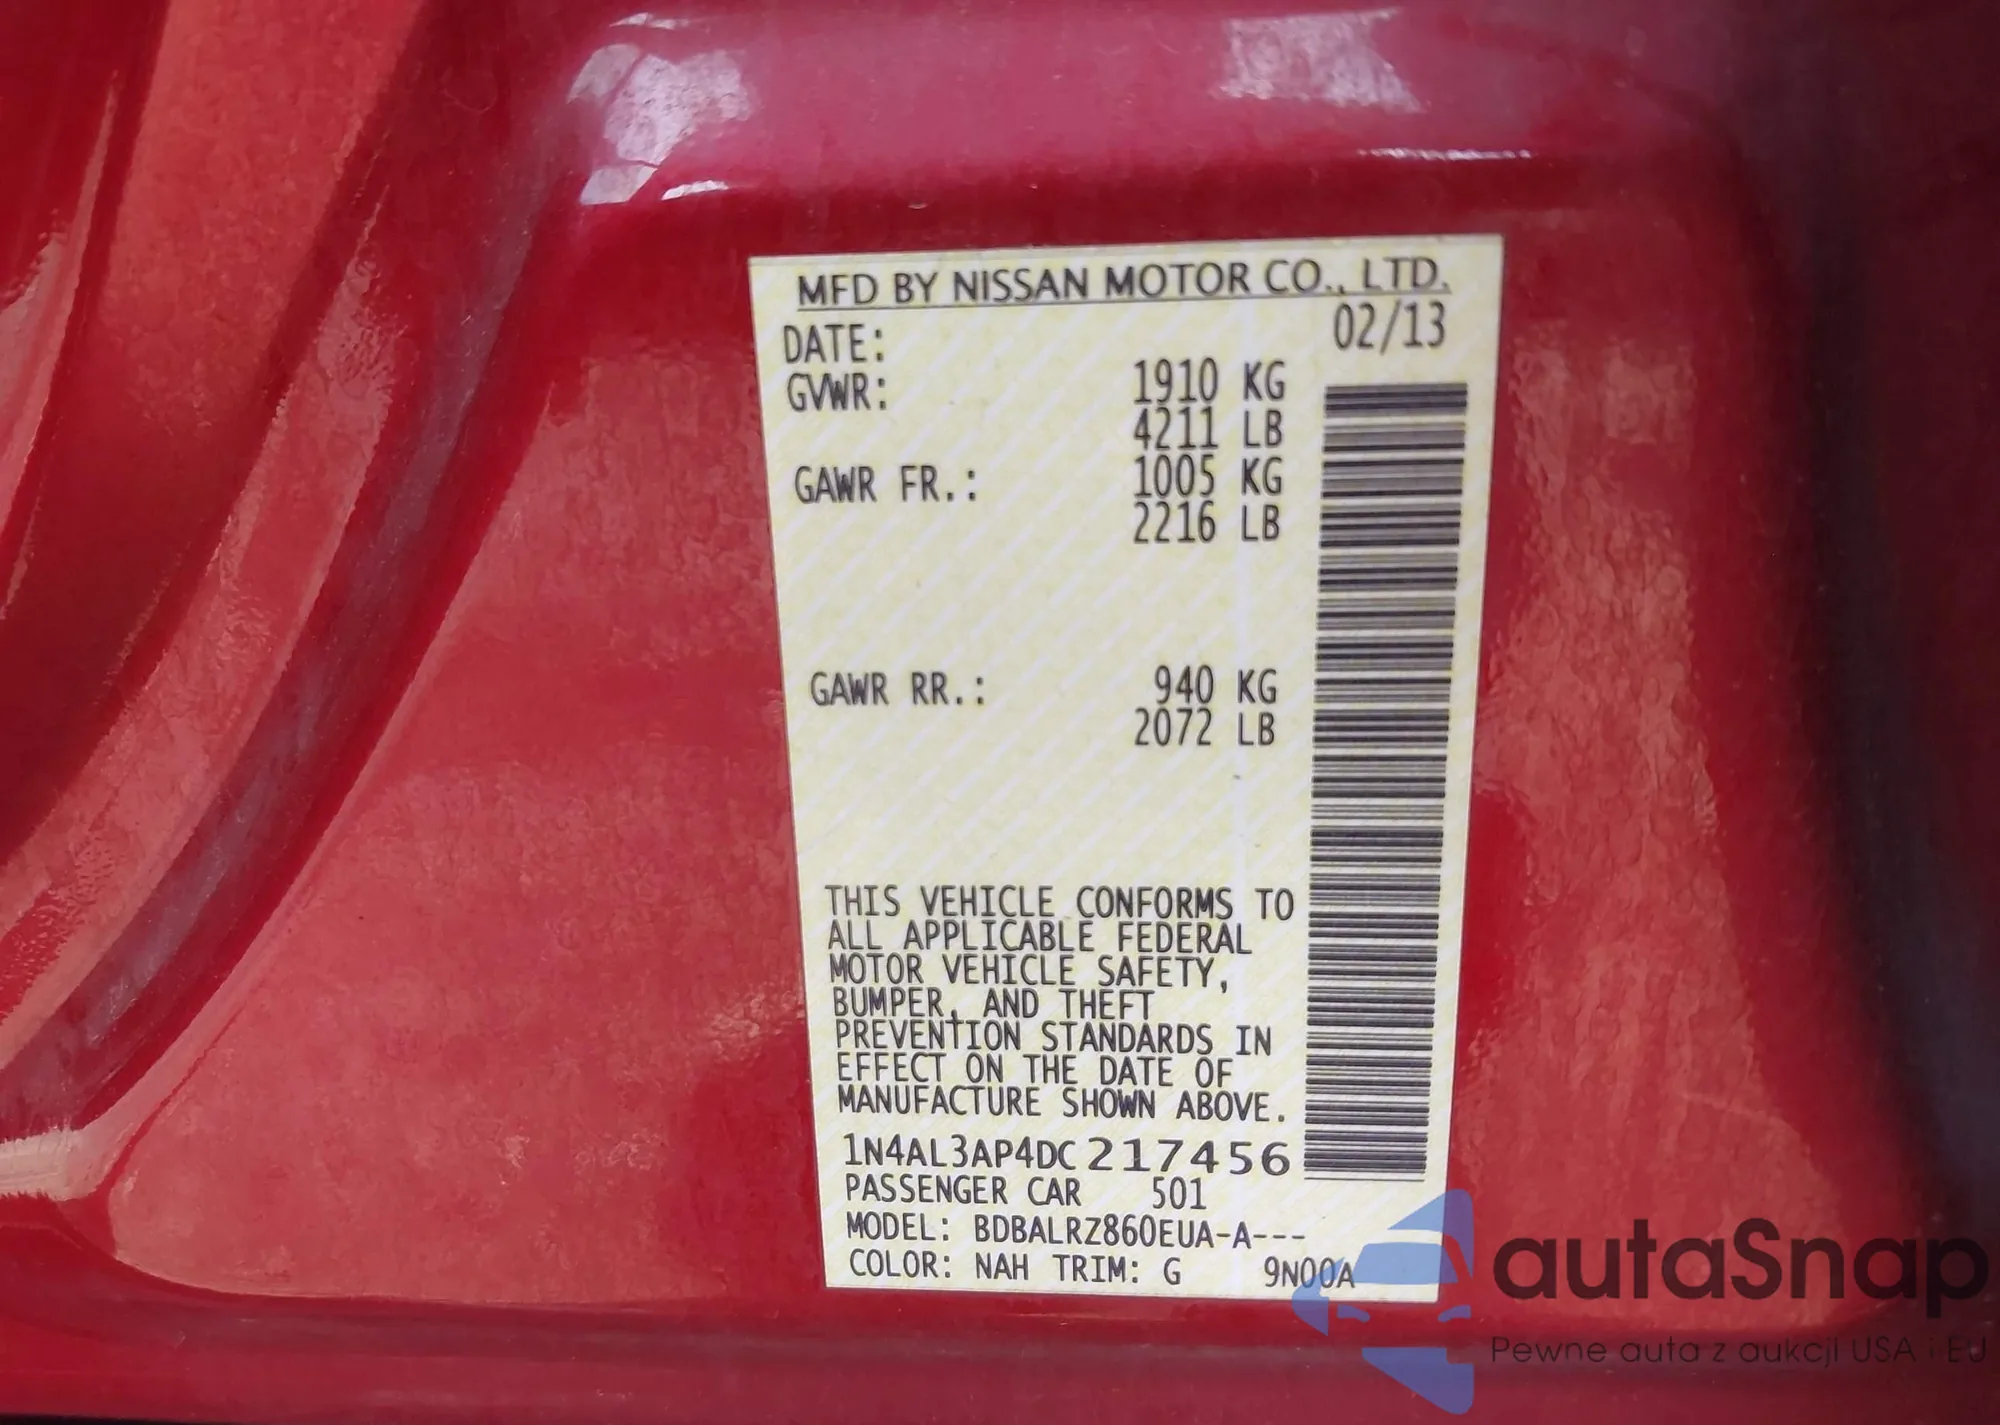 MFD BY NISSAN MOTOR CO., LTD.
DATE: 02/13
GVWR: 1910 KG
4211 LB
GAWR FR.: 1005 KG
2216 LB
GAWR RR.: 940 KG
2072 LB
THIS VEHICLE CONFORMS TO
ALL APPLICABLE FEDERAL
MOTOR VEHICLE SAFETY,
BUMPER, AND THEFT
PREVENTION STANDARDS IN
EFFECT ON THE DATE OF
MANUFACTURE SHOWN ABOVE.
1N4AL3AP4DC217456
PASSENGER CAR 501
MODEL: BDBALRZ860EUA-A---
COLOR: NAH TRIM: G 9N00A
autaSnap
Pewne auta z aukcji USA i EU